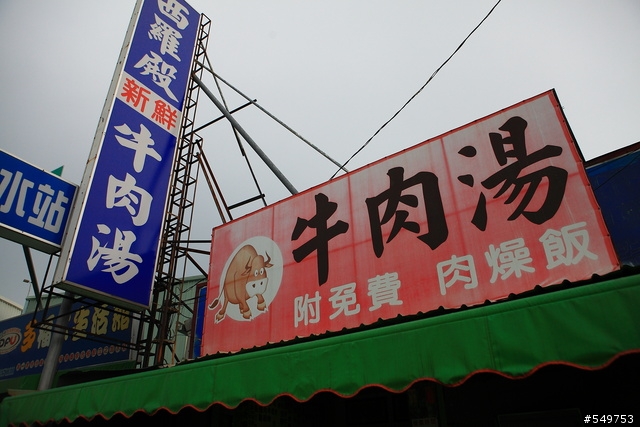 西羅殿
新鮮
牛肉湯
水站
牛肉湯
附免費 肉燥飯
#549753